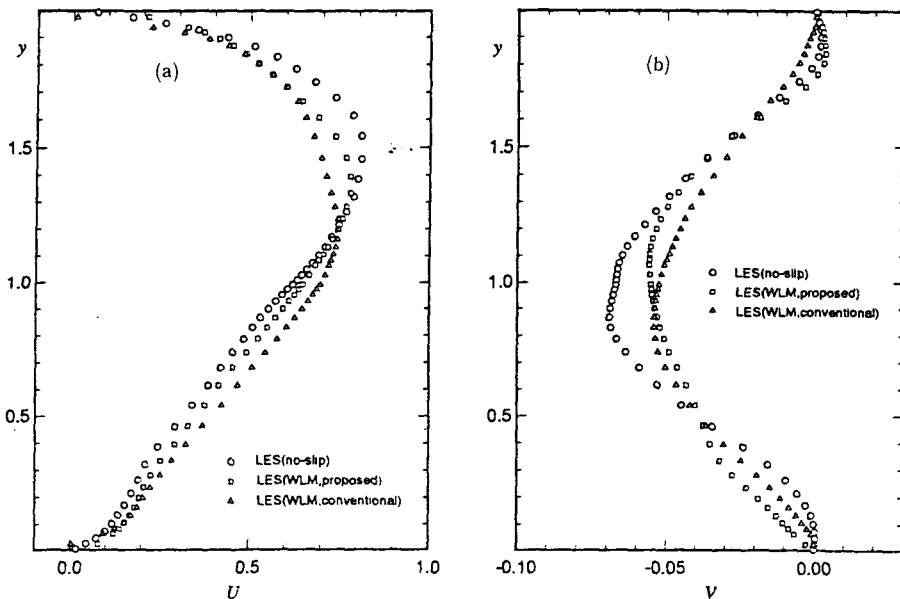 y
(a)
1.5
1.0
0.5
LES(no-slip)
LES(WLM,proposed)
LES(WLM,conventional)
0.0
0.5
1.0
U
y
(b)
1.5
1.0
0.5
LES(no-slip)
LES(WLM,proposed)
LES(WLM,conventional)
-0.10
-0.05
0.00
V